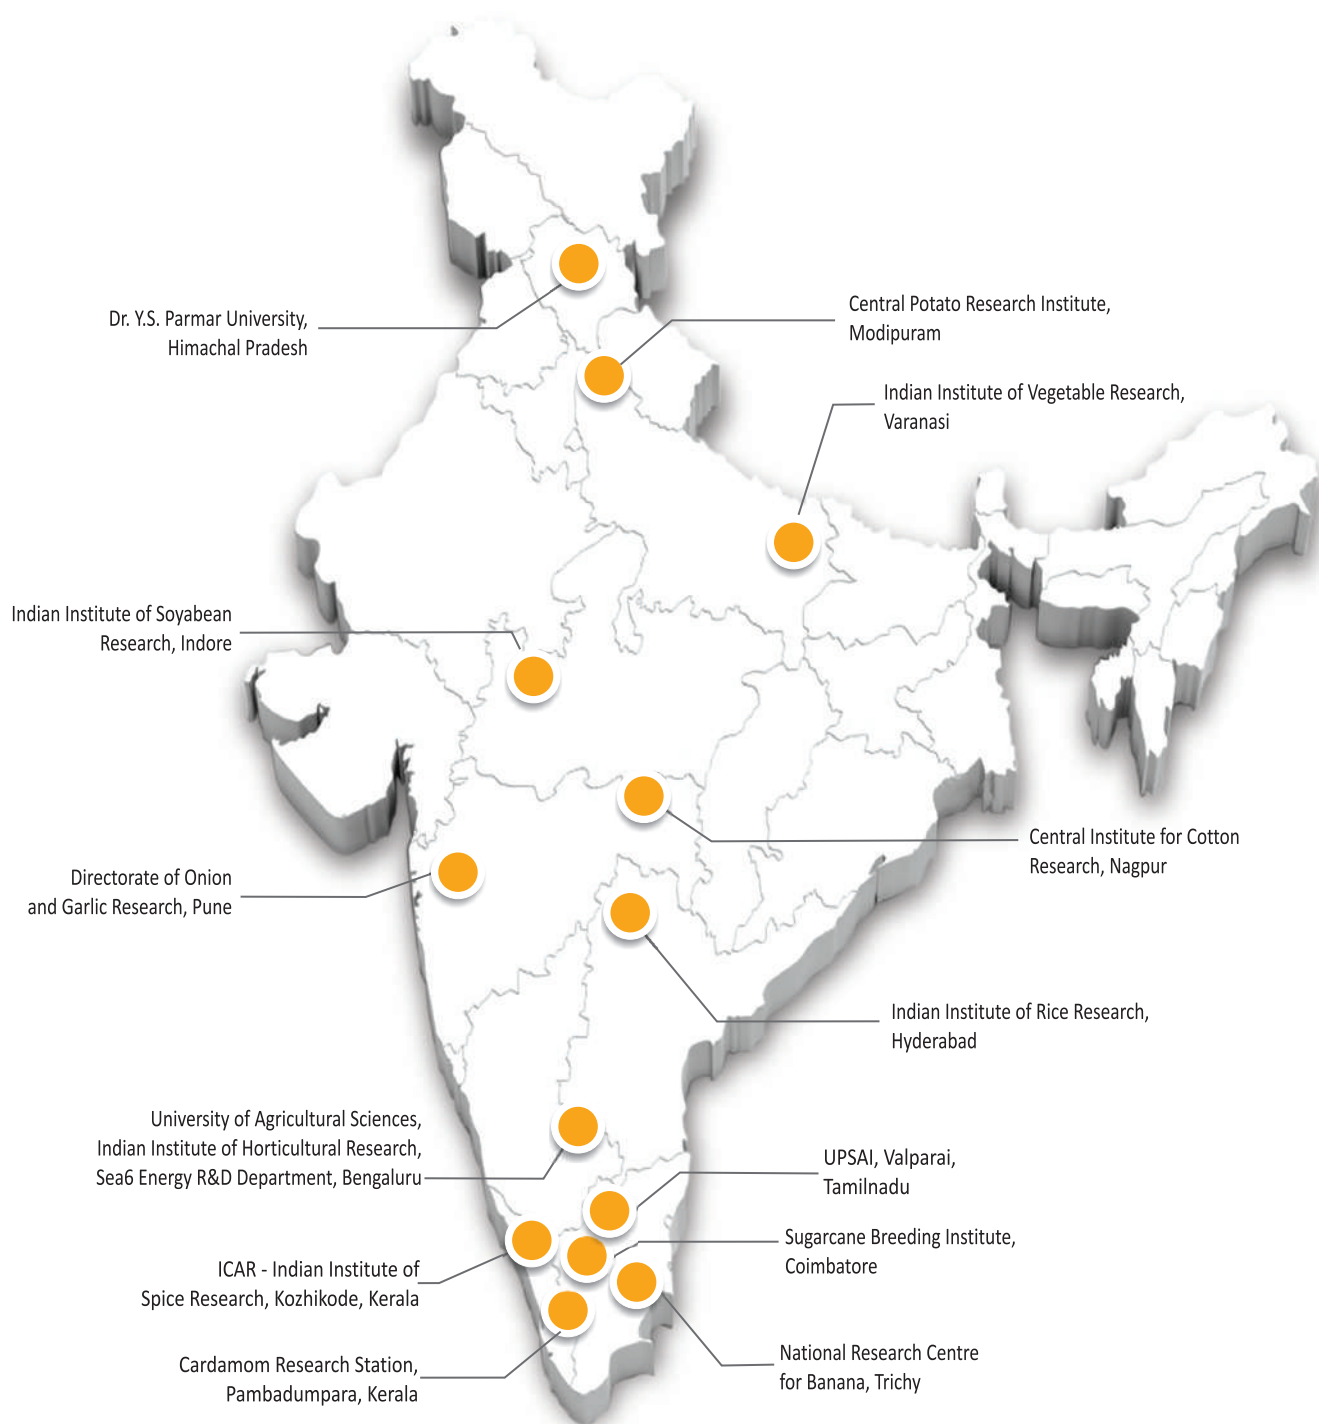 Dr. Y.S. Parmar University,
Himachal Pradesh
Central Potato Research Institute,
Modipuram
Indian Institute of Vegetable Research,
Varanasi
Indian Institute of Soyabean
Research, Indore
Central Institute for Cotton
Research, Nagpur
Directorate of Onion
and Garlic Research, Pune
Indian Institute of Rice Research,
Hyderabad
University of Agricultural Sciences,
Indian Institute of Horticultural Research,
Sea6 Energy R&D Department, Bengaluru
UPSAI, Valparai,
Tamilnadu
Sugarcane Breeding Institute,
Coimbatore
ICAR - Indian Institute of
Spice Research, Kozhikode, Kerala
National Research Centre
for Banana, Trichy
Cardamom Research Station,
Pambadumpara, Kerala